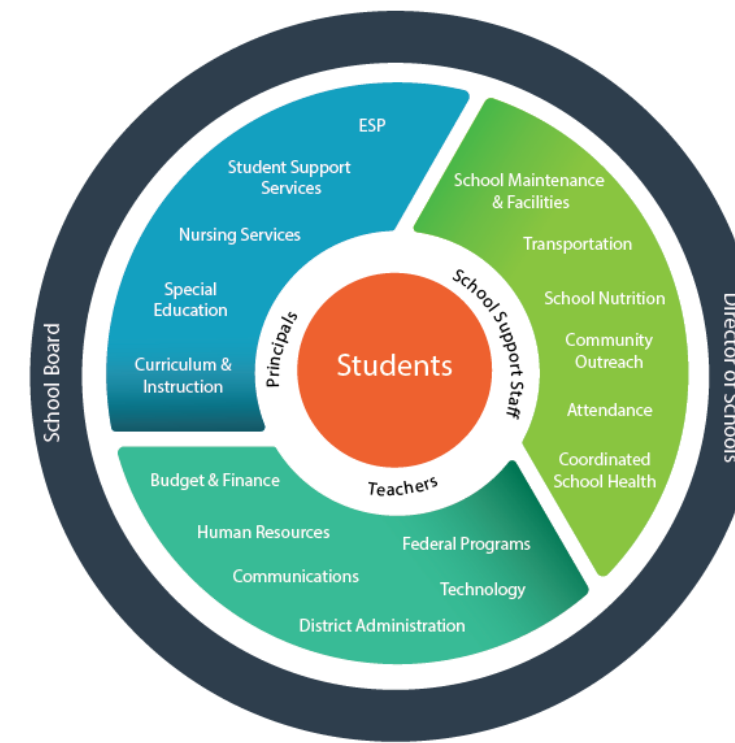 ESP
Student Support
Services
Nursing Services
Special
Education
Curriculum &
Instruction
School Maintenance
& Facilities
Transportation
School Nutrition
Community
Outreach
Attendance
Coordinated
School Health
Budget & Finance
Human Resources
Communications
Federal Programs
Technology
District Administration
Principals
School Support Staff
Teachers
Students
School Board
Director of Schools